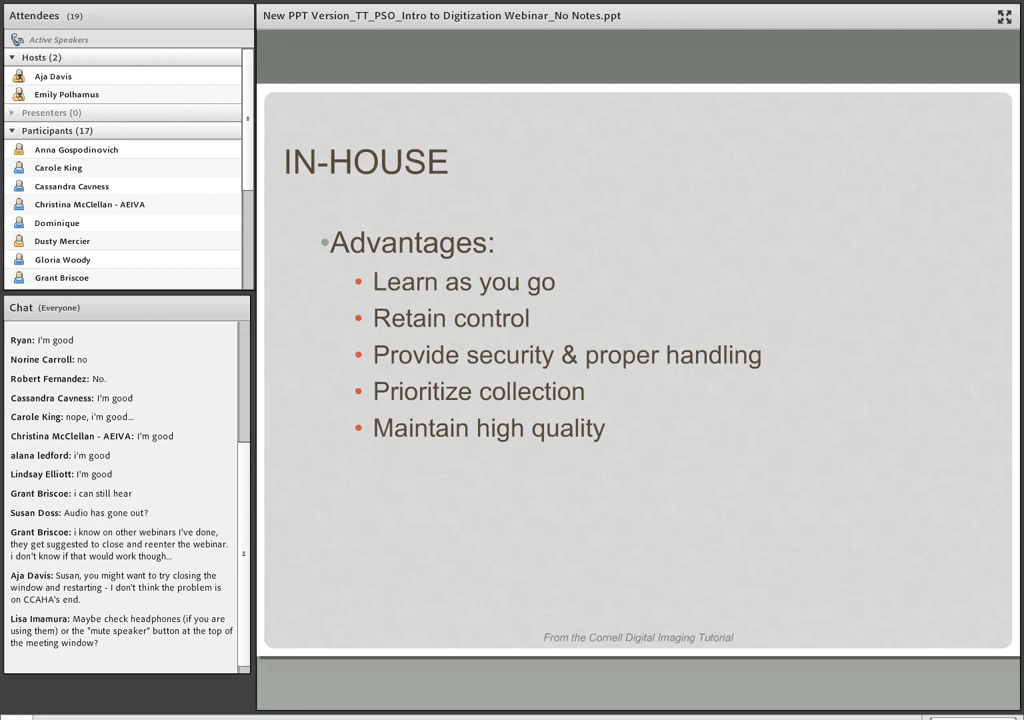 Attendees (19)
Active Speakers
Hosts (2)
Aja Davis
Emily Polhamus
Presenters (0)
Participants (17)
Anna Gospodinovich
Carole King
Cassandra Cavness
Christina McClellan - AEIVA
Dominique
Dusty Mercier
Gloria Woody
Grant Briscoe
Chat (Everyone)
Ryan: I'm good
Norine Carroll: no
Robert Fernandez: No.
Cassandra Cavness: I'm good
Carole King: nope, i'm good...
Christina McClellan - AEIVA: I'm good
alana ledford: i'm good
Lindsay Elliott: I'm good
Grant Briscoe: i can still hear
Susan Doss: Audio has gone out?
Grant Briscoe: i know on other webinars I've done,
they get suggested to close and reenter the webinar.
i don't know if that would work though...
Aja Davis: Susan, you might want to try closing the
window and restarting - I don't think the problem is
on CCAHA's end.
Lisa Imamura: Maybe check headphones (if you are
using them) or the "mute speaker" button at the top of
the meeting window?
New PPT Version_TT_PSO_Intro to Digitization Webinar_No Notes.ppt
IN-HOUSE
•Advantages:
• Learn as you go
• Retain control
• Provide security & proper handling
• Prioritize collection
• Maintain high quality
From the Cornell Digital Imaging Tutorial